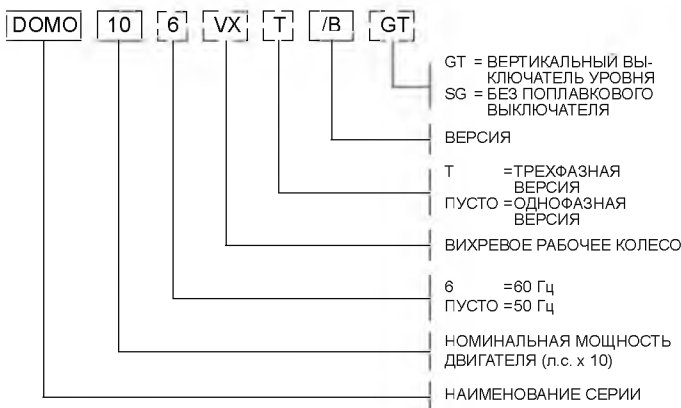 DOMO 10 6 VX T /B GT
GT = ВЕРТИКАЛЬНЫЙ ВЫ-
КЛЮЧАТЕЛЬ УРОВНЯ
SG = БЕЗ ПОПЛАВКОВОГО
ВЫКЛЮЧАТЕЛЯ
ВЕРСИЯ
T =ТРЕХФАЗНАЯ
ВЕРСИЯ
ПУСТО =ОДНОФАЗНАЯ
ВЕРСИЯ
ВИХРЕВОЕ РАБОЧЕЕ КОЛЕСО
6 =60 Гц
ПУСТО =50 Гц
НОМИНАЛЬНАЯ МОЩНОСТЬ
ДВИГАТЕЛЯ (л.с. x 10)
НАИМЕНОВАНИЕ СЕРИИ